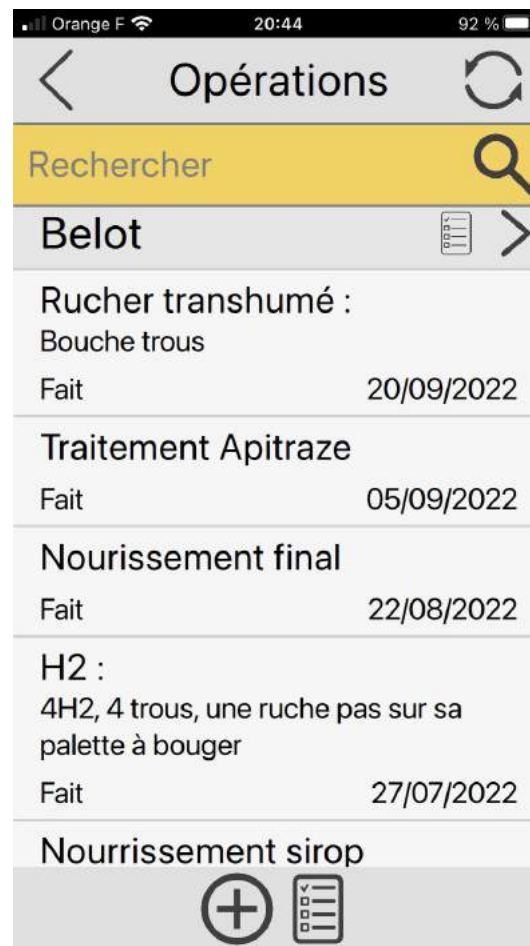 Orange F 20:44 92 %
Opérations
Rechercher
Belot
Rucher transhumé :
Bouche trous
Fait 20/09/2022
Traitement Apitraze
Fait 05/09/2022
Nourissement final
Fait 22/08/2022
H2 :
4H2, 4 trous, une ruche pas sur sa
palette à bouger
Fait 27/07/2022
Nourrissement sirop